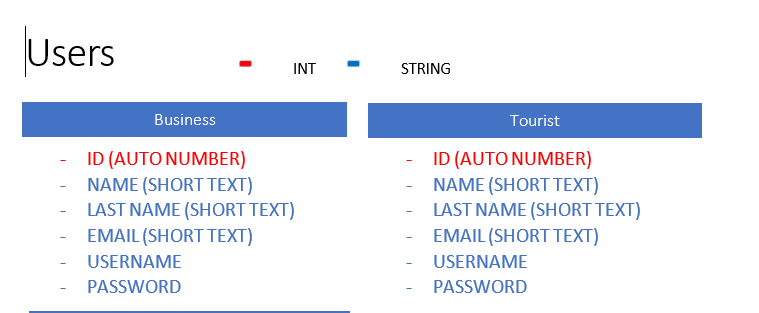 Users
- INT - STRING
Business
- ID (AUTO NUMBER)
- NAME (SHORT TEXT)
- LAST NAME (SHORT TEXT)
- EMAIL (SHORT TEXT)
- USERNAME
- PASSWORD
Tourist
- ID (AUTO NUMBER)
- NAME (SHORT TEXT)
- LAST NAME (SHORT TEXT)
- EMAIL (SHORT TEXT)
- USERNAME
- PASSWORD